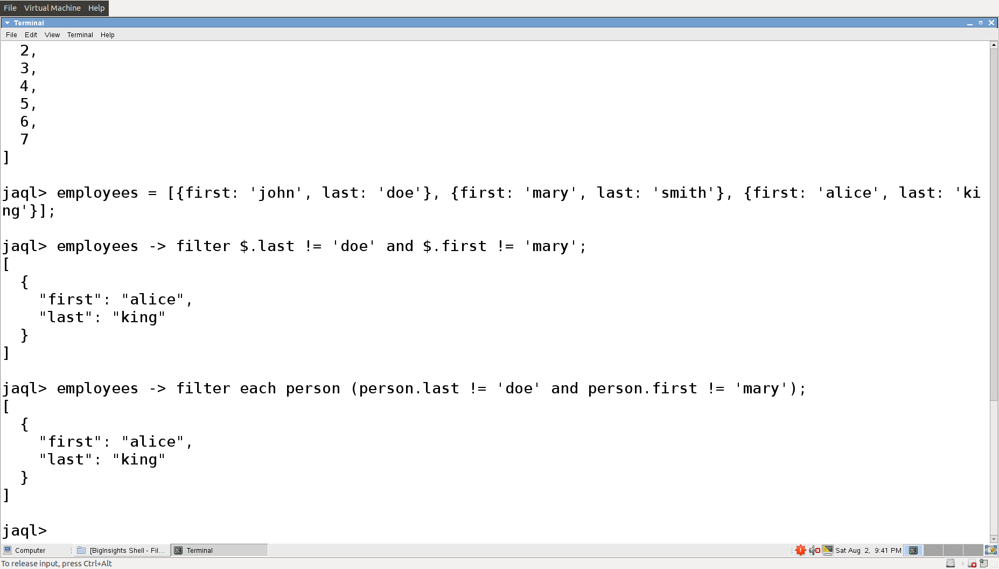 File Virtual Machine Help
Terminal
File Edit View Terminal Help
  2,
  3,
  4,
  5,
  6,
  7
]
jaql> employees = [{first: 'john', last: 'doe'}, {first: 'mary', last: 'smith'}, {first: 'alice', last: 'ki
ng'}];
jaql> employees -> filter $.last != 'doe' and $.first != 'mary';
[
  {
    "first": "alice",
    "last": "king"
  }
]
jaql> employees -> filter each person (person.last != 'doe' and person.first != 'mary');
[
  {
    "first": "alice",
    "last": "king"
  }
]
jaql>
Computer [BigInsights Shell - Fil... Terminal Sat Aug 2, 9:41 PM
To release input, press Ctrl+Alt